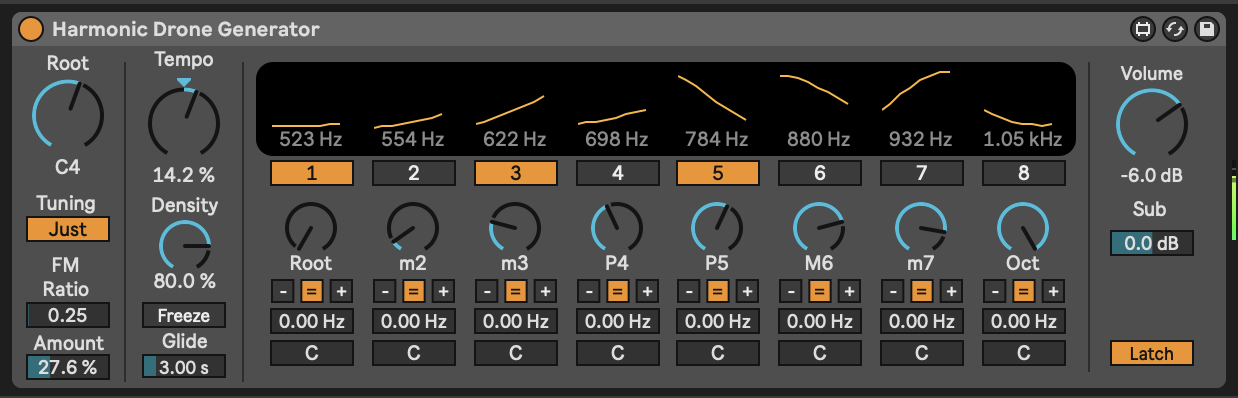 Harmonic Drone Generator
Root
C4
Tuning
Just
FM
Ratio
0.25
Amount
27.6 %
Tempo
14.2 %
Density
80.0 %
Freeze
Glide
3.00 s
523 Hz 554 Hz 622 Hz 698 Hz 784 Hz 880 Hz 932 Hz 1.05 kHz
1 2 3 4 5 6 7 8
Root m2 m3 P4 P5 M6 m7 Oct
- = + - = + - = + - = + - = + - = + - = + - = +
0.00 Hz 0.00 Hz 0.00 Hz 0.00 Hz 0.00 Hz 0.00 Hz 0.00 Hz 0.00 Hz
C C C C C C C C
Volume
-6.0 dB
Sub
0.0 dB
Latch